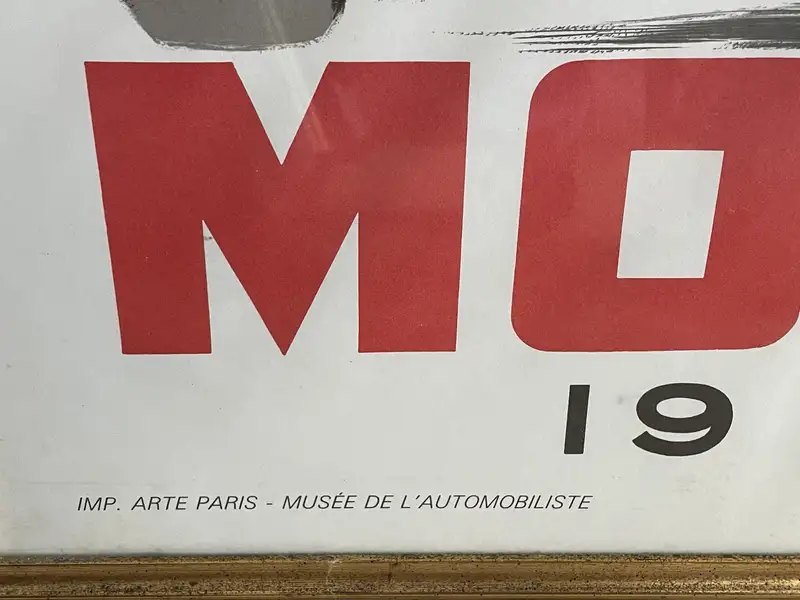 MO
19
IMP. ARTE PARIS - MUSÉE DE L'AUTOMOBILISTE